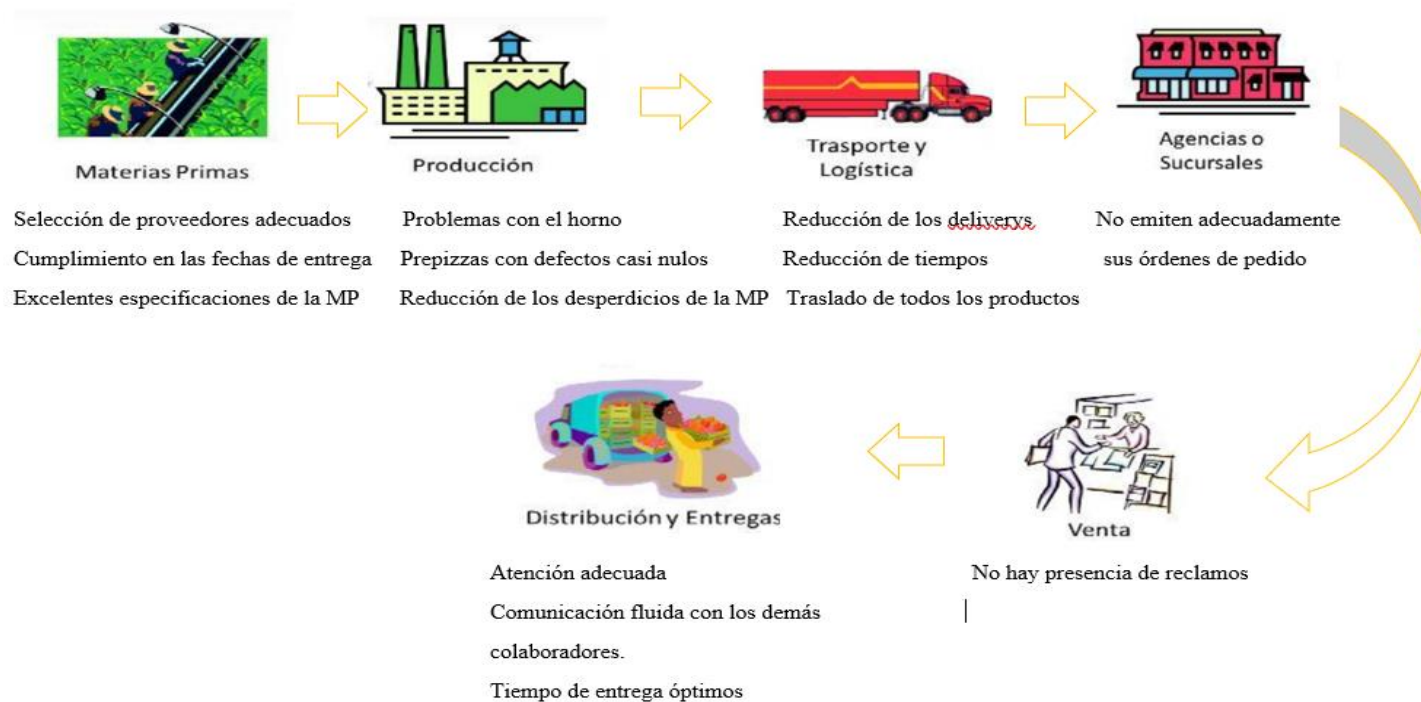 Materias Primas
Producción
Trasporte y
Logística
Agencias o
Sucursales
Selección de proveedores adecuados
Cumplimiento en las fechas de entrega
Excelentes especificaciones de la MP
Problemas con el horno
Prepizzas con defectos casi nulos
Reducción de los desperdicios de la MP
Reducción de los deliverys
Reducción de tiempos
Traslado de todos los productos
No emiten adecuadamente
sus órdenes de pedido
Distribución y Entregas
Atención adecuada
Comunicación fluida con los demás
colaboradores.
Tiempo de entrega óptimos
Venta
No hay presencia de reclamos